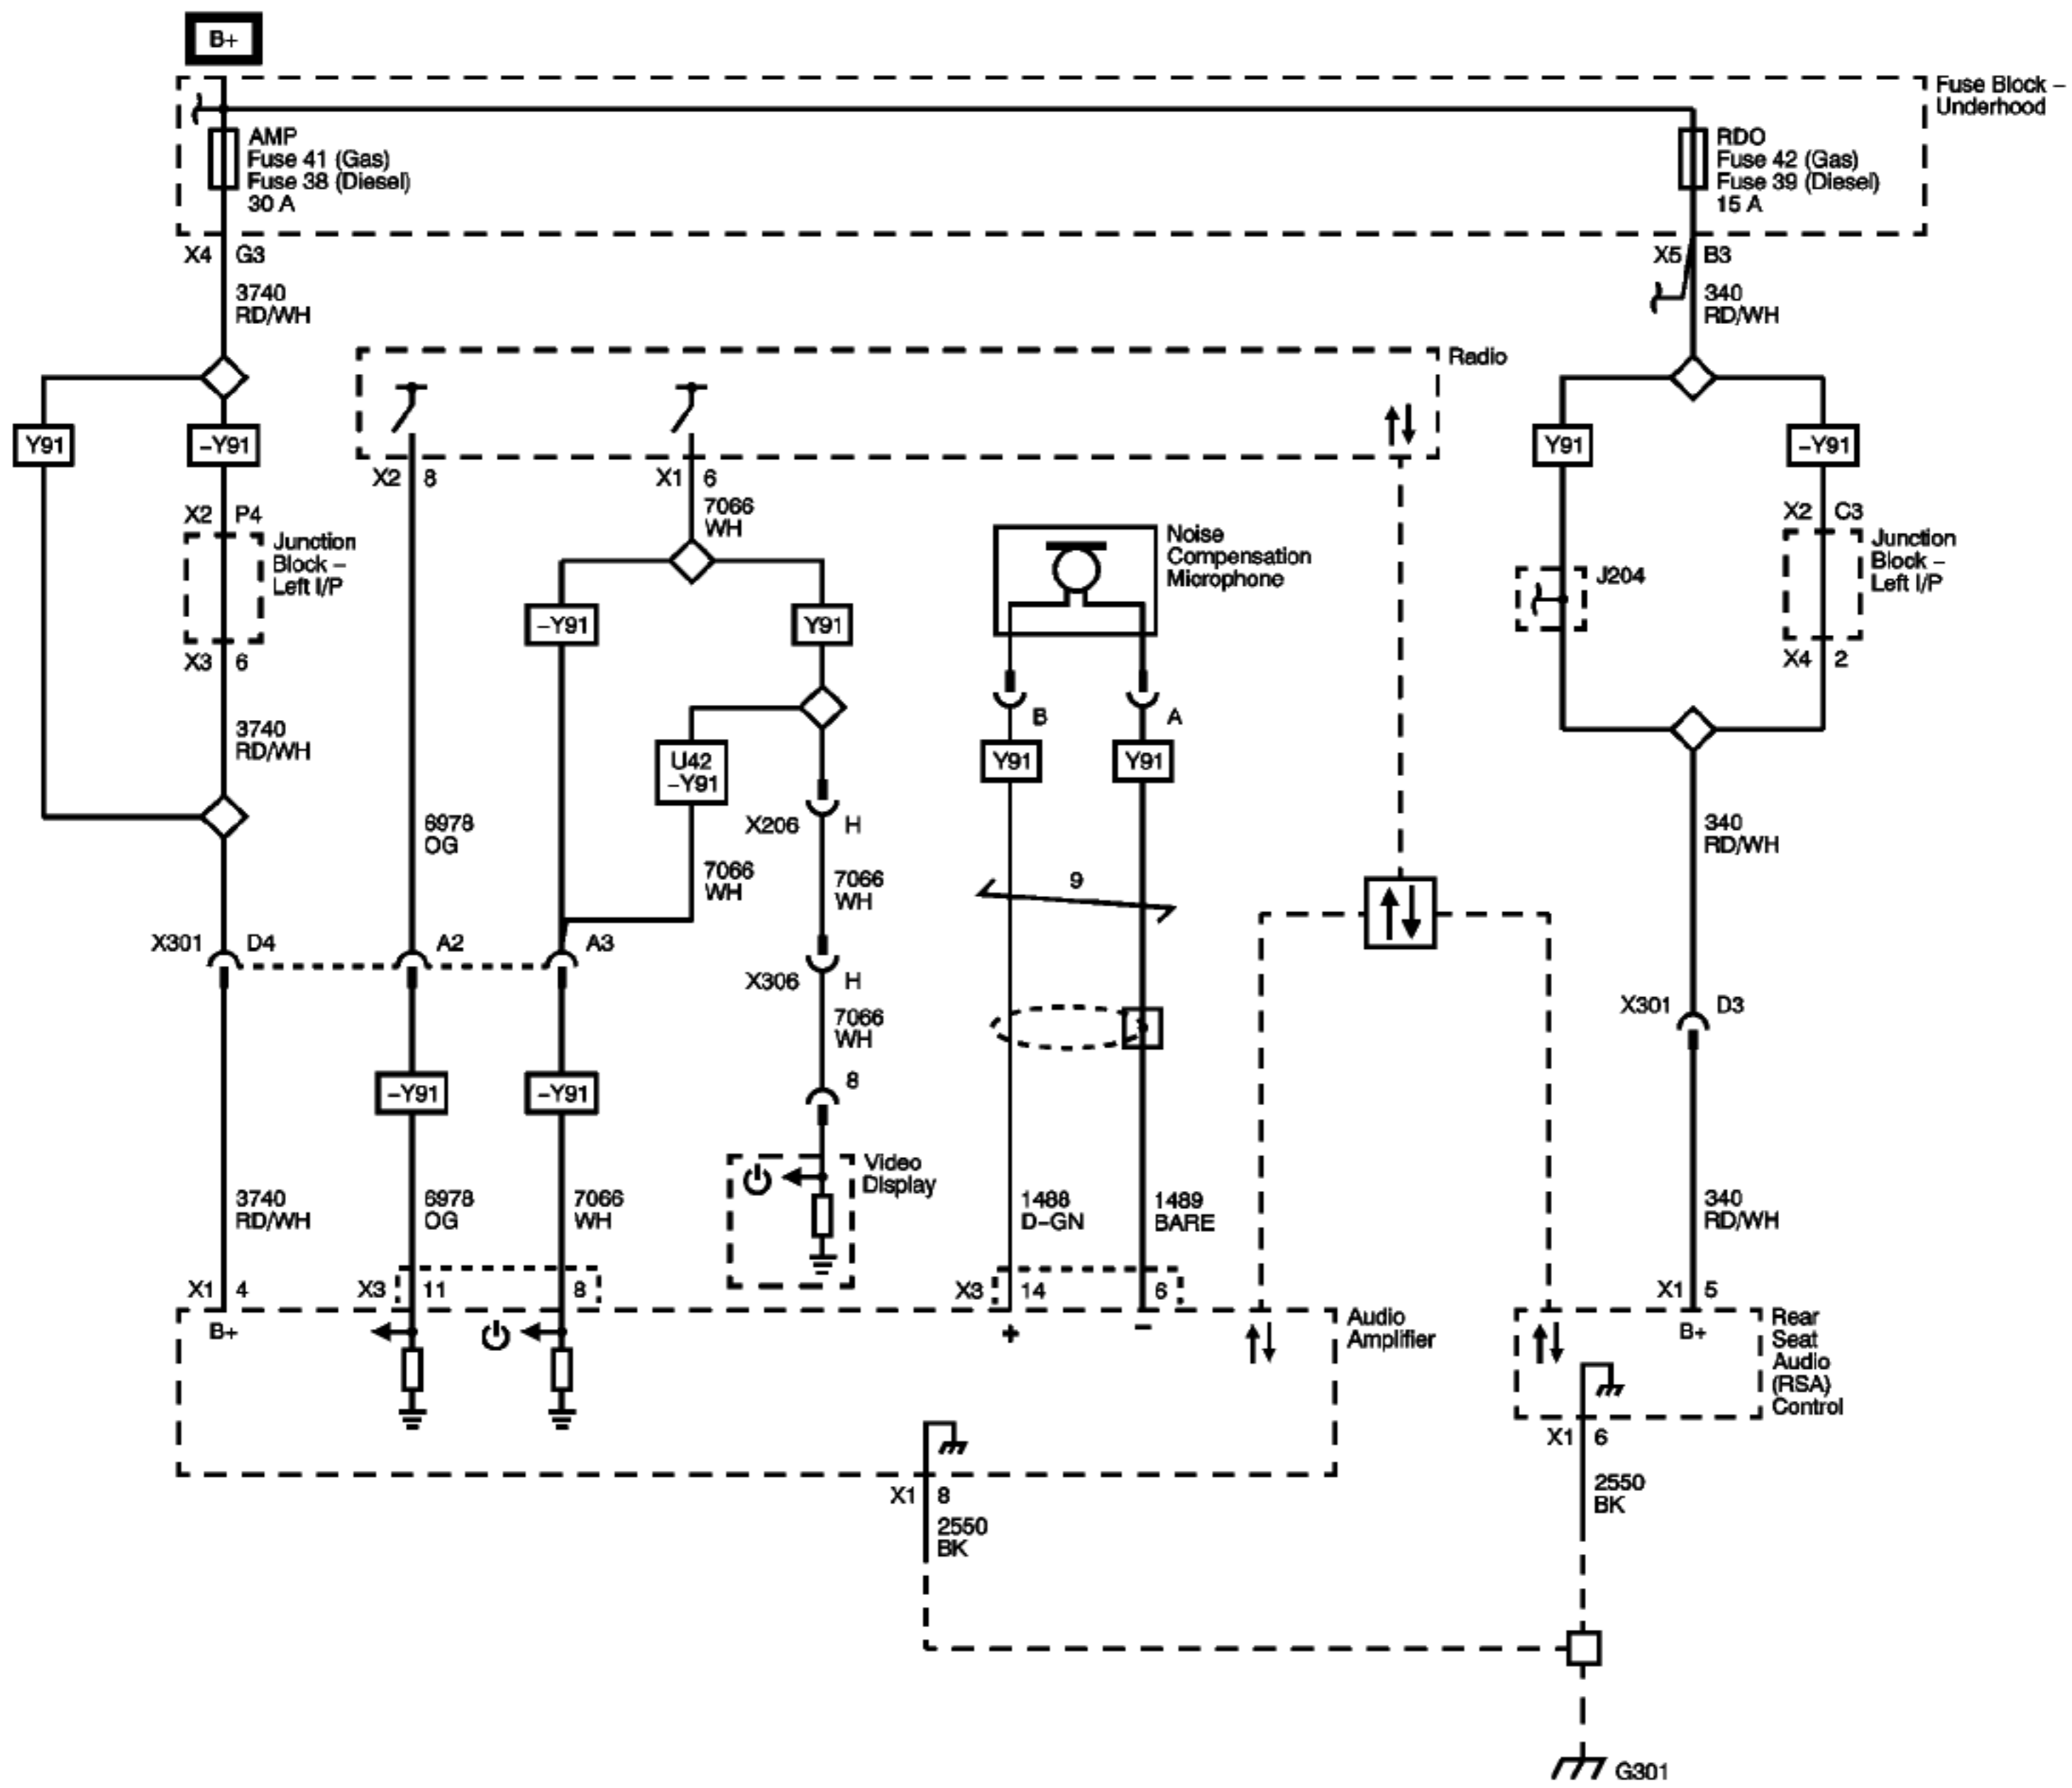 B+
Fuse Block –
Underhood
AMP
Fuse 41 (Gas)
Fuse 38 (Diesel)
30 A
RDO
Fuse 42 (Gas)
Fuse 39 (Diesel)
15 A
X4 G3
3740
RD/WH
X5 B3
340
RD/WH
Radio
Y91
–Y91
X2 8
X1 6
7066
WH
Y91
–Y91
X2 P4
Junction
Block –
Left I/P
X3 6
Noise
Compensation
Microphone
X2 C3
Junction
Block –
Left I/P
X4 2
J204
–Y91
Y91
3740
RD/WH
U42
–Y91
B
A
Y91
Y91
X206 H
6978
OG
7066
WH
7066
WH
9
340
RD/WH
X301 D4
A2
A3
X306 H
7066
WH
X301 D3
–Y91
–Y91
8
Video
Display
3740
RD/WH
6978
OG
7066
WH
1488
D–GN
1489
BARE
340
RD/WH
X1 4
X3 11
8
X3 14
6
X1 5
B+
+
–
Audio
Amplifier
B+
Rear
Seat
Audio
(RSA)
Control
X1 6
2550
BK
X1 8
2550
BK
G301